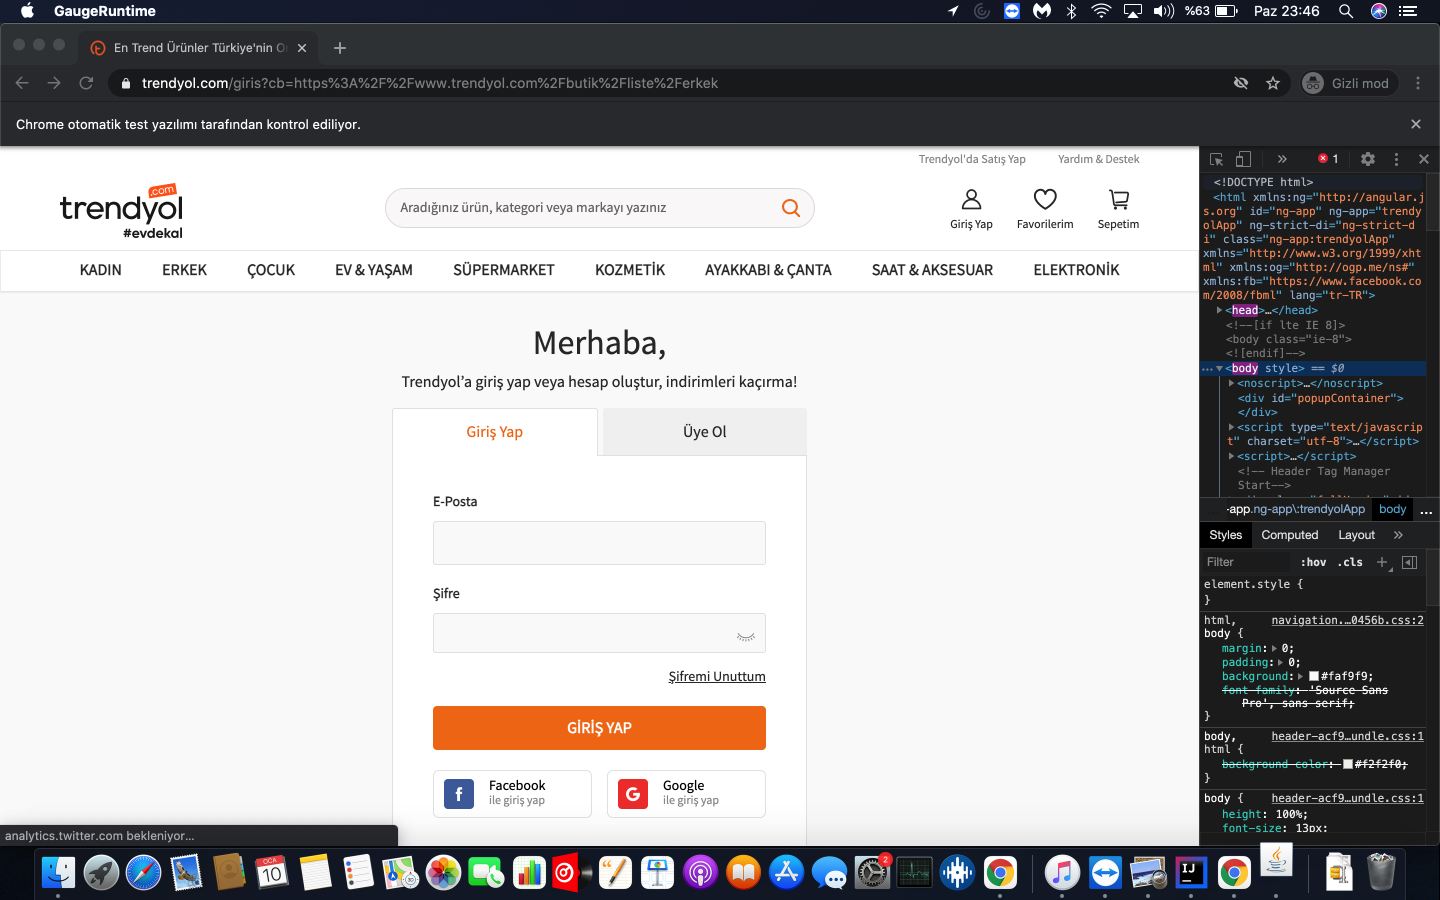 GaugeRuntime
%63
Paz 23:46
En Trend Ürünler Türkiye'nin O
trendyol.com/giris?cb=https%3A%2F%2Fwww.trendyol.com%2Fbutik%2Fliste%2Ferkek
Gizli mod
Chrome otomatik test yazılımı tarafından kontrol ediliyor.
Trendyol'da Satış Yap
Yardım & Destek
.com
trendyol
#evdekal
Aradığınız ürün, kategori veya markayı yazınız
Giriş Yap
Favorilerim
Sepetim
KADIN
ERKEK
ÇOCUK
EV & YAŞAM
SÜPERMARKET
KOZMETİK
AYAKKABI & ÇANTA
SAAT & AKSESUAR
ELEKTRONİK
Merhaba,
Trendyol’a giriş yap veya hesap oluştur, indirimleri kaçırma!
Giriş Yap
Üye Ol
E-Posta
Şifre
Şifremi Unuttum
GİRİŞ YAP
f
Facebook
ile giriş yap
G
Google
ile giriş yap
analytics.twitter.com bekleniyor...
1
<!DOCTYPE html>
<html xmlns:ng="http://angular.j
s.org" id="ng-app" ng-app="trendy
olApp" ng-strict-di="ng-strict-d
i" class="ng-app:trendyolApp"
xmlns="http://www.w3.org/1999/xht
ml" xmlns:og="http://ogp.me/ns#"
xmlns:fb="https://www.facebook.co
m/2008/fbml" lang="tr-TR">
<head>…</head>
<!--[if lte IE 8]>
<body class="ie-8">
<![endif]-->
<body style> == $0
<noscript>…</noscript>
<div id="popupContainer">
</div>
<script type="text/javascrip
t" charset="utf-8">…</script>
<script>…</script>
<!-- Header Tag Manager
Start-->
-app.ng-app\:trendyolApp
body
...
Styles
Computed
Layout
Filter
:hov
.cls
element.style {
}
html,
navigation.…0456b.css:2
body {
margin: 0;
padding: 0;
background: #faf9f9;
font-family: 'Source Sans
Pro', sans-serif;
}
body,
header-acf9…undle.css:1
html {
background-color: #f2f2f0;
}
body {
header-acf9…undle.css:1
height: 100%;
font-size: 13px;
OCA
10
2
IJ